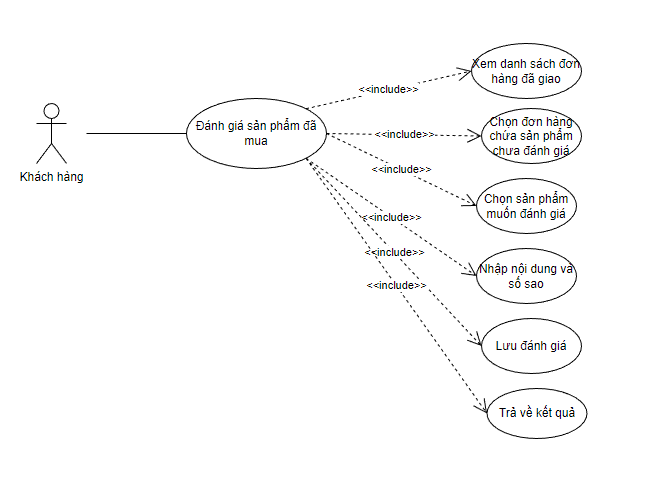 Xem danh sách đơn
hàng đã giao
<<include>>
Đánh giá sản phẩm đã
mua
<<include>>
Chọn đơn hàng
chứa sản phẩm
chưa đánh giá
<<include>>
Khách hàng
Chọn sản phẩm
muốn đánh giá
<<include>>
<<include>>
Nhập nội dung và
số sao
<<include>>
Lưu đánh giá
Trả về kết quả